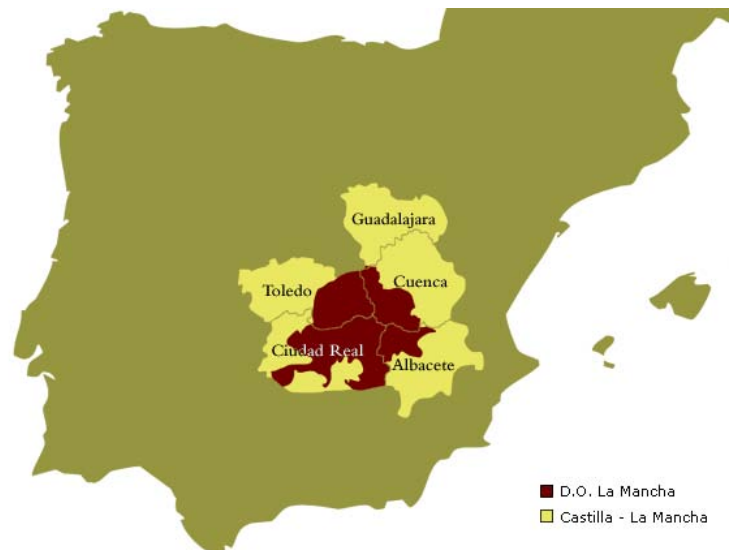 Guadalajara
Cuenca
Toledo
Ciudad Real
Albacete
D.O. La Mancha
Castilla - La Mancha